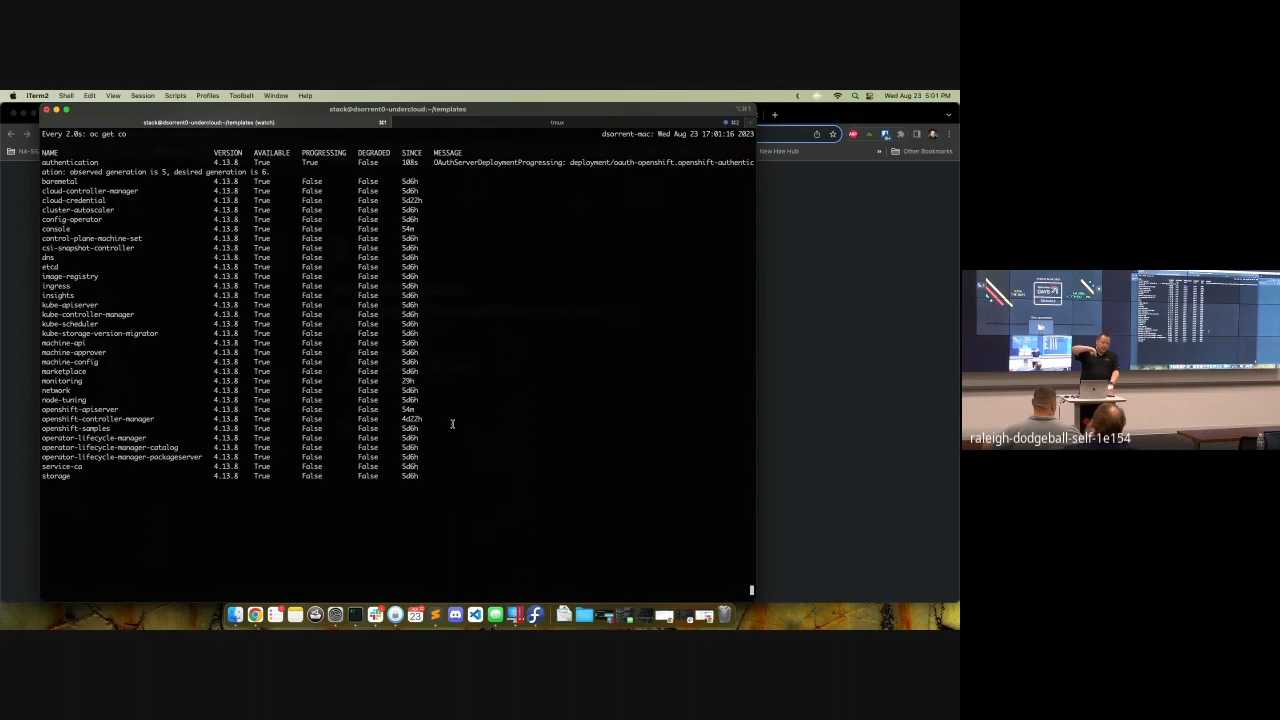 iTerm2 Shell Edit View Session Scripts Profiles Toolbelt Window Help Wed Aug 23 5:01 PM
stack@dsorrent0-undercloud:~/templates ⌥⌘1
stack@dsorrent0-undercloud:~/templates (watch) ⌘1 tmux ⌘2
Every 2.0s: oc get co dsorrent-mac: Wed Aug 23 17:01:16 2023
NA-SS New Hire Hub » Other Bookmarks
NAME VERSION AVAILABLE PROGRESSING DEGRADED SINCE MESSAGE
authentication 4.13.8 True True False 108s OAuthServerDeploymentProgressing: deployment/oauth-openshift.openshift-authentic
ation: observed generation is 5, desired generation is 6.
baremetal 4.13.8 True False False 5d6h
cloud-controller-manager 4.13.8 True False False 5d6h
cloud-credential 4.13.8 True False False 5d22h
cluster-autoscaler 4.13.8 True False False 5d6h
config-operator 4.13.8 True False False 5d6h
console 4.13.8 True False False 54m
control-plane-machine-set 4.13.8 True False False 5d6h
csi-snapshot-controller 4.13.8 True False False 5d6h
dns 4.13.8 True False False 5d6h
etcd 4.13.8 True False False 5d6h
image-registry 4.13.8 True False False 5d6h
ingress 4.13.8 True False False 5d6h
insights 4.13.8 True False False 5d6h
kube-apiserver 4.13.8 True False False 5d6h
kube-controller-manager 4.13.8 True False False 5d6h
kube-scheduler 4.13.8 True False False 5d6h
kube-storage-version-migrator 4.13.8 True False False 5d6h
machine-api 4.13.8 True False False 5d6h
machine-approver 4.13.8 True False False 5d6h
machine-config 4.13.8 True False False 5d6h
marketplace 4.13.8 True False False 5d6h
monitoring 4.13.8 True False False 29h
network 4.13.8 True False False 5d6h
node-tuning 4.13.8 True False False 5d6h
openshift-apiserver 4.13.8 True False False 54m
openshift-controller-manager 4.13.8 True False False 4d22h
openshift-samples 4.13.8 True False False 5d6h
operator-lifecycle-manager 4.13.8 True False False 5d6h
operator-lifecycle-manager-catalog 4.13.8 True False False 5d6h
operator-lifecycle-manager-packageserver 4.13.8 True False False 5d6h
service-ca 4.13.8 True False False 5d6h
storage 4.13.8 True False False 5d6h
DAYS
raleigh-dodgeball-self-1e154